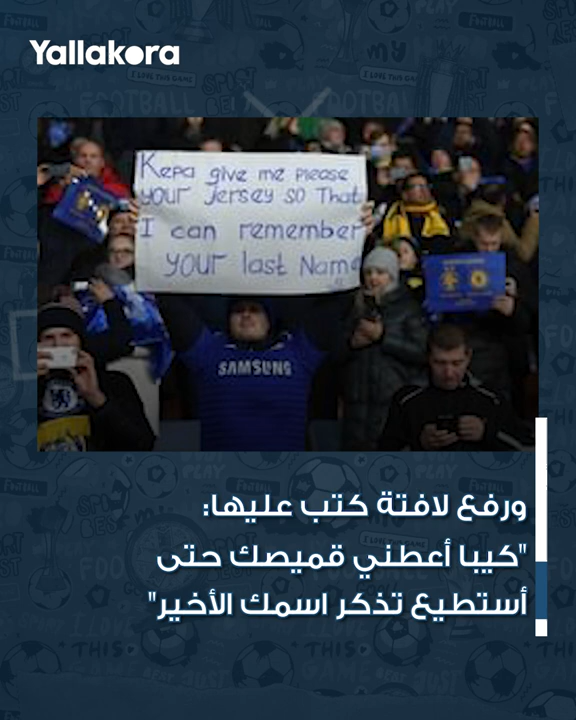 Yallakora
Kepa give me please
your Jersey so That
I can remember
your last Name
SAMSUNG
ورفع لافتة كتب عليها:
"كيبا أعطني قميصك حتى
أستطيع تذكر اسمك الأخير"